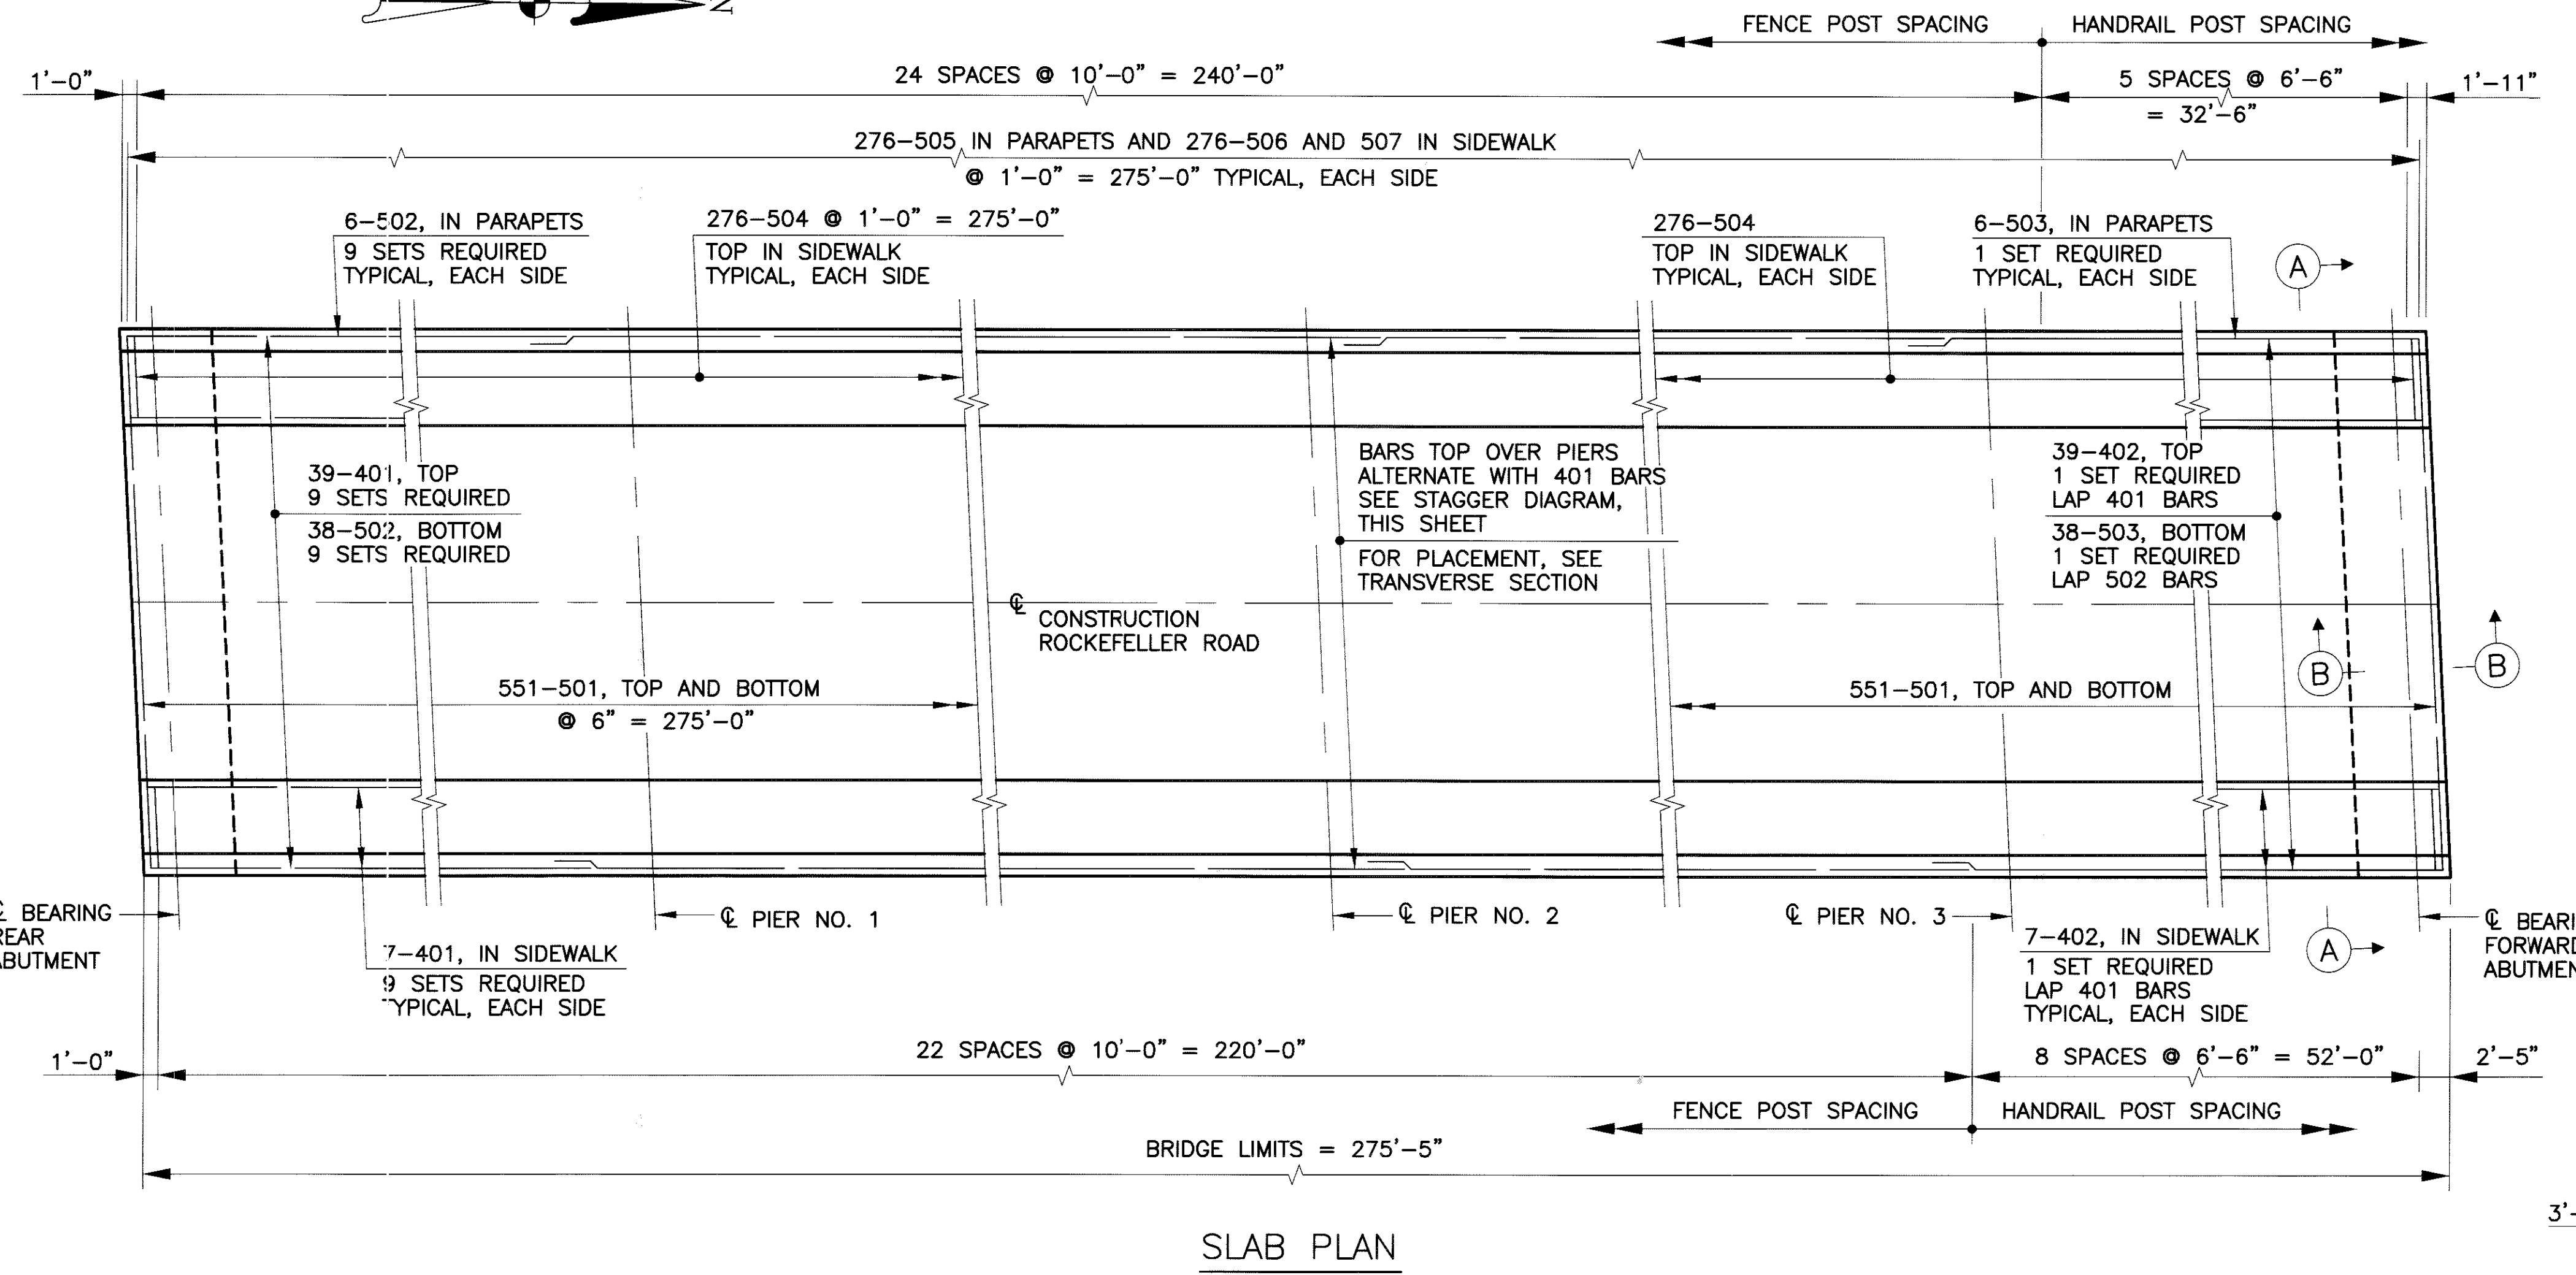 N
FENCE POST SPACING
HANDRAIL POST SPACING
1'-0"
24 SPACES @ 10'-0" = 240'-0"
5 SPACES @ 6'-6"
= 32'-6"
1'-11"
276-505 IN PARAPETS AND 276-506 AND 507 IN SIDEWALK
@ 1'-0" = 275'-0" TYPICAL, EACH SIDE
6-502, IN PARAPETS
9 SETS REQUIRED
TYPICAL, EACH SIDE
276-504 @ 1'-0" = 275'-0"
TOP IN SIDEWALK
TYPICAL, EACH SIDE
276-504
TOP IN SIDEWALK
TYPICAL, EACH SIDE
6-503, IN PARAPETS
1 SET REQUIRED
TYPICAL, EACH SIDE
A
39-401, TOP
9 SETS REQUIRED
38-502, BOTTOM
9 SETS REQUIRED
BARS TOP OVER PIERS
ALTERNATE WITH 401 BARS
SEE STAGGER DIAGRAM,
THIS SHEET
FOR PLACEMENT, SEE
TRANSVERSE SECTION
39-402, TOP
1 SET REQUIRED
LAP 401 BARS
38-503, BOTTOM
1 SET REQUIRED
LAP 502 BARS
℄
CONSTRUCTION
ROCKEFELLER ROAD
B
B
551-501, TOP AND BOTTOM
@ 6" = 275'-0"
551-501, TOP AND BOTTOM
℄ BEARING
REAR
ABUTMENT
℄ PIER NO. 1
℄ PIER NO. 2
℄ PIER NO. 3
℄ BEARI
FORWARD
ABUTMEN
7-401, IN SIDEWALK
9 SETS REQUIRED
TYPICAL, EACH SIDE
7-402, IN SIDEWALK
1 SET REQUIRED
LAP 401 BARS
TYPICAL, EACH SIDE
A
1'-0"
22 SPACES @ 10'-0" = 220'-0"
8 SPACES @ 6'-6" = 52'-0"
2'-5"
FENCE POST SPACING
HANDRAIL POST SPACING
BRIDGE LIMITS = 275'-5"
3'-
SLAB PLAN